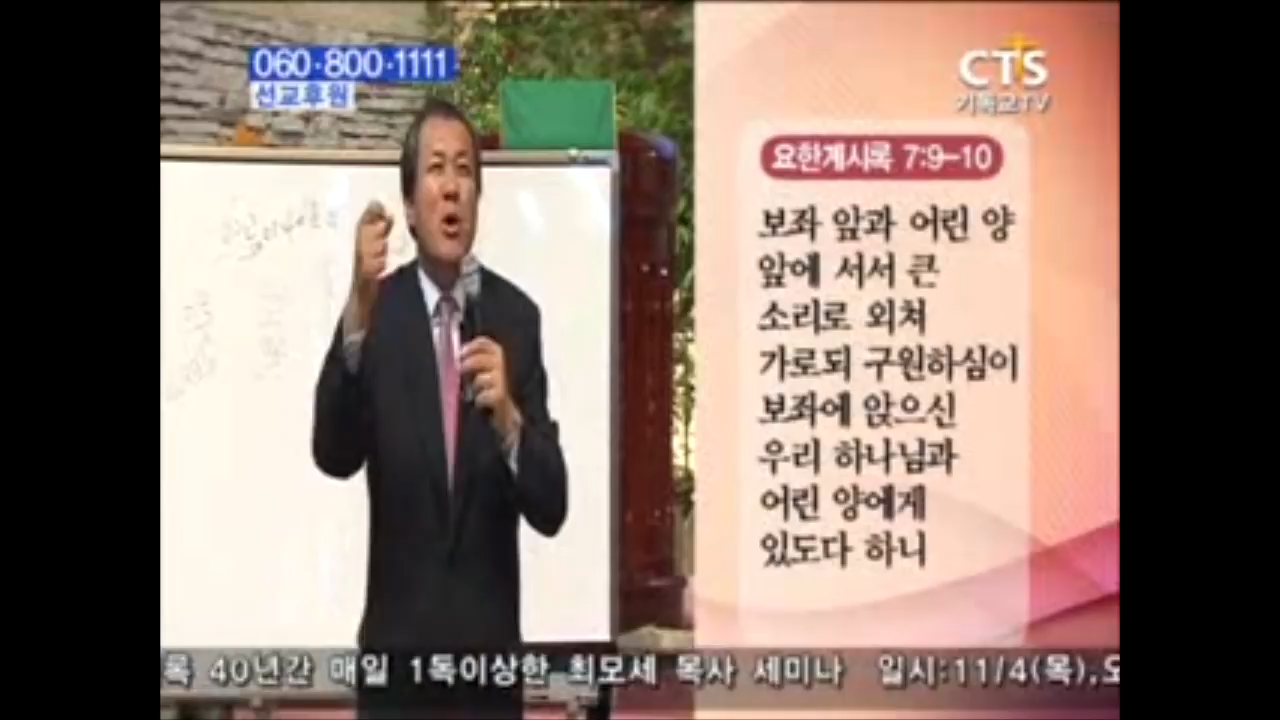 060·800·1111
선교후원
CTS
기독교TV
요한계시록 7:9-10
보좌 앞과 어린 양
앞에 서서 큰
소리로 외쳐
가로되 구원하심이
보좌에 앉으신
우리 하나님과
어린 양에게
있도다 하니
록 40년간 매일 1독이상한 최모세 목사 세미나 일시:11/4(목),오